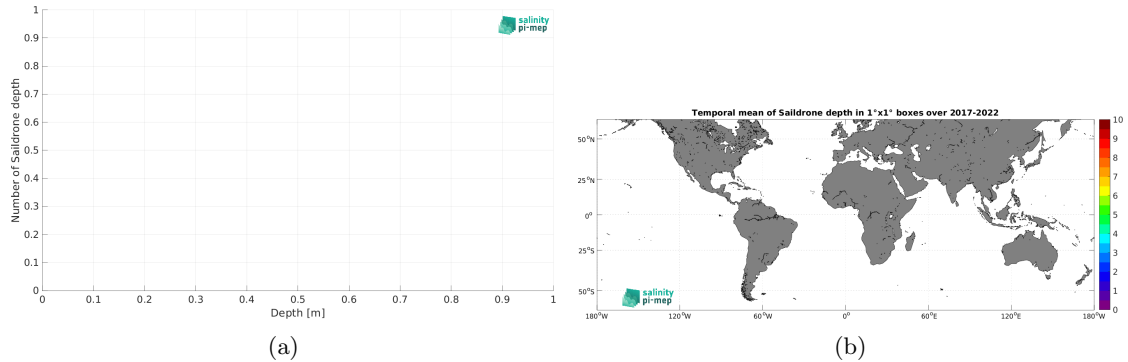 1
0.9
0.8
0.7
0.6
0.5
0.4
0.3
0.2
0.1
0
Number of Saildrone depth
salinity
pi-mep
0 0.1 0.2 0.3 0.4 0.5 0.6 0.7 0.8 0.9 1
Depth [m]
(a)
Temporal mean of Saildrone depth in 1°x1° boxes over 2017-2022
50°N
25°N
0°
25°S
50°S
salinity
pi-mep
180°W 120°W 60°W 0° 60°E 120°E 180°W
10
9
8
7
6
5
4
3
2
1
0
(b)